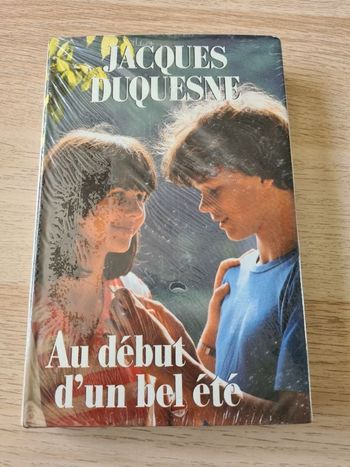 JACQUES
DUQUESNE
Au début
d'un bel été